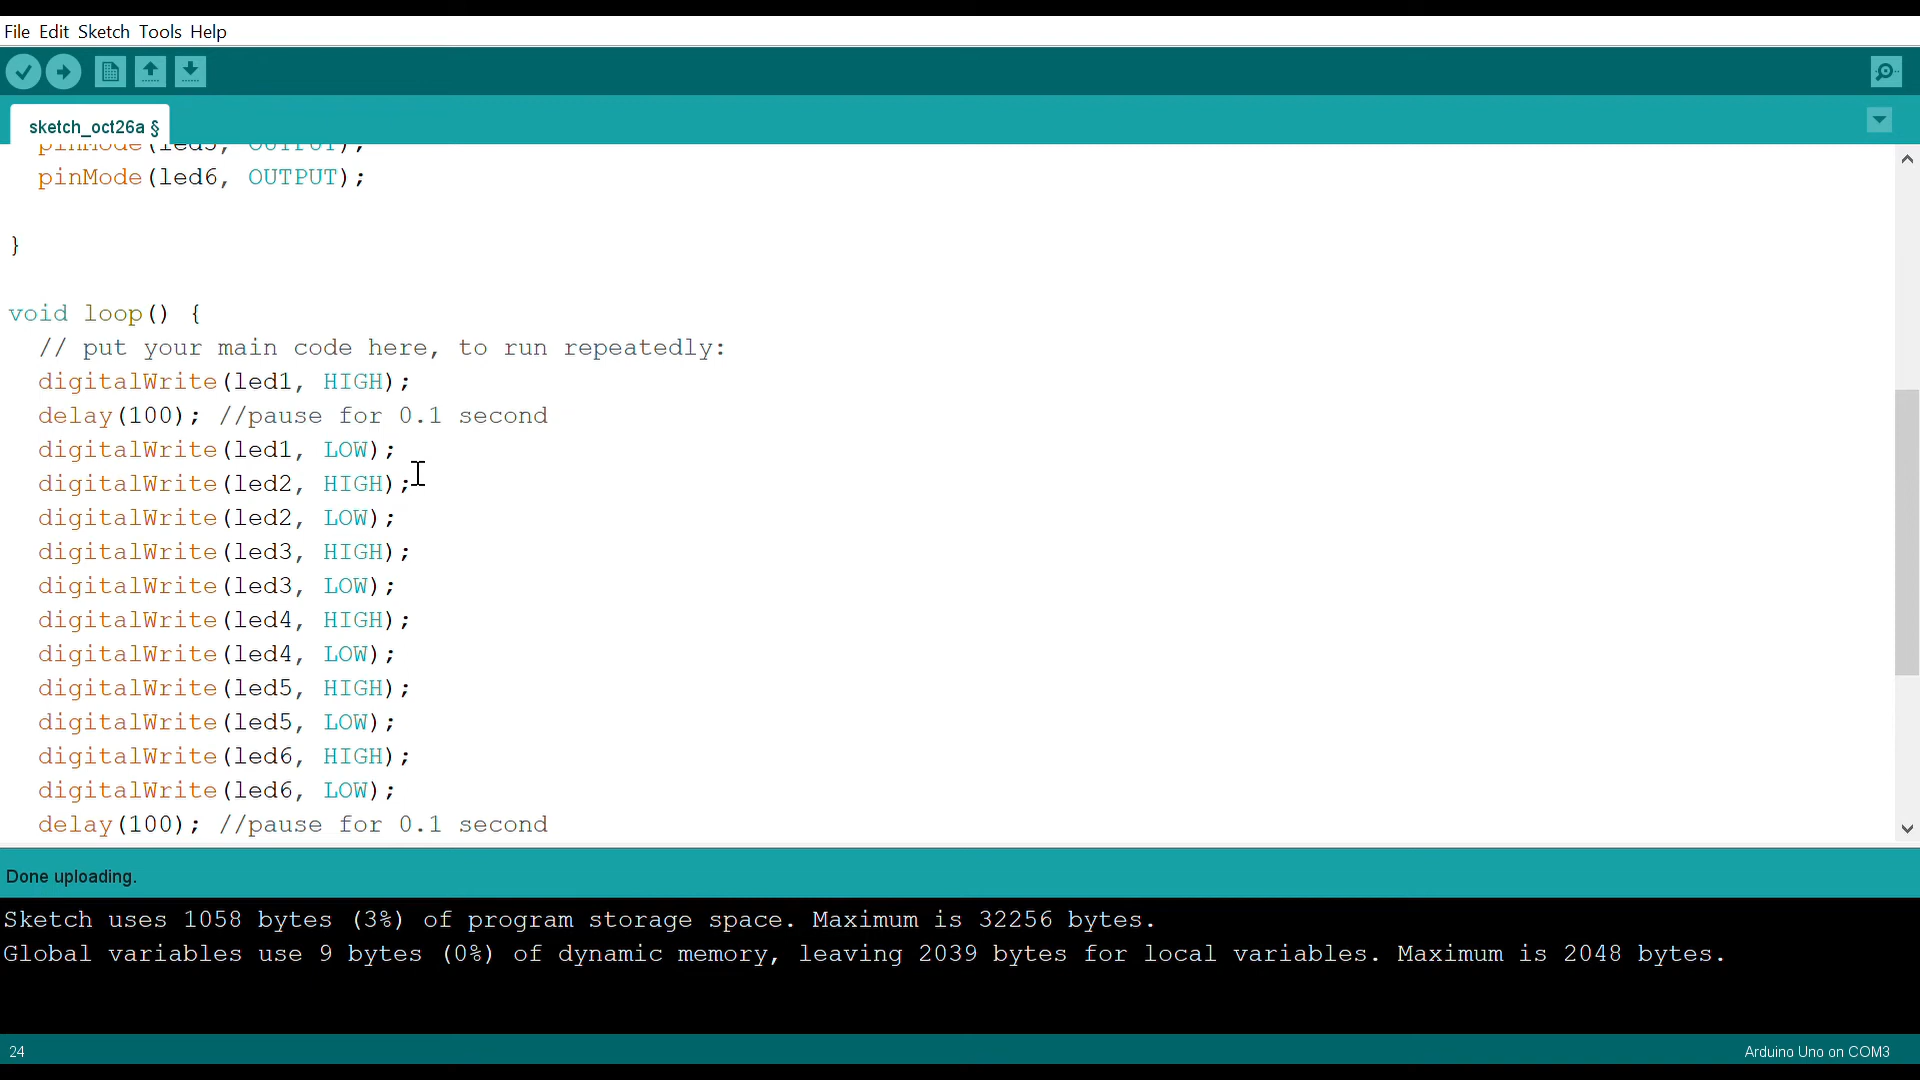 File Edit Sketch Tools Help
sketch_oct26a §
pinMode(led5, OUTPUT);
pinMode(led6, OUTPUT);
}
void loop() {
// put your main code here, to run repeatedly:
digitalWrite(led1, HIGH);
delay(100); //pause for 0.1 second
digitalWrite(led1, LOW);
digitalWrite(led2, HIGH);
digitalWrite(led2, LOW);
digitalWrite(led3, HIGH);
digitalWrite(led3, LOW);
digitalWrite(led4, HIGH);
digitalWrite(led4, LOW);
digitalWrite(led5, HIGH);
digitalWrite(led5, LOW);
digitalWrite(led6, HIGH);
digitalWrite(led6, LOW);
delay(100); //pause for 0.1 second
Done uploading.
Sketch uses 1058 bytes (3%) of program storage space. Maximum is 32256 bytes.
Global variables use 9 bytes (0%) of dynamic memory, leaving 2039 bytes for local variables. Maximum is 2048 bytes.
24
Arduino Uno on COM3